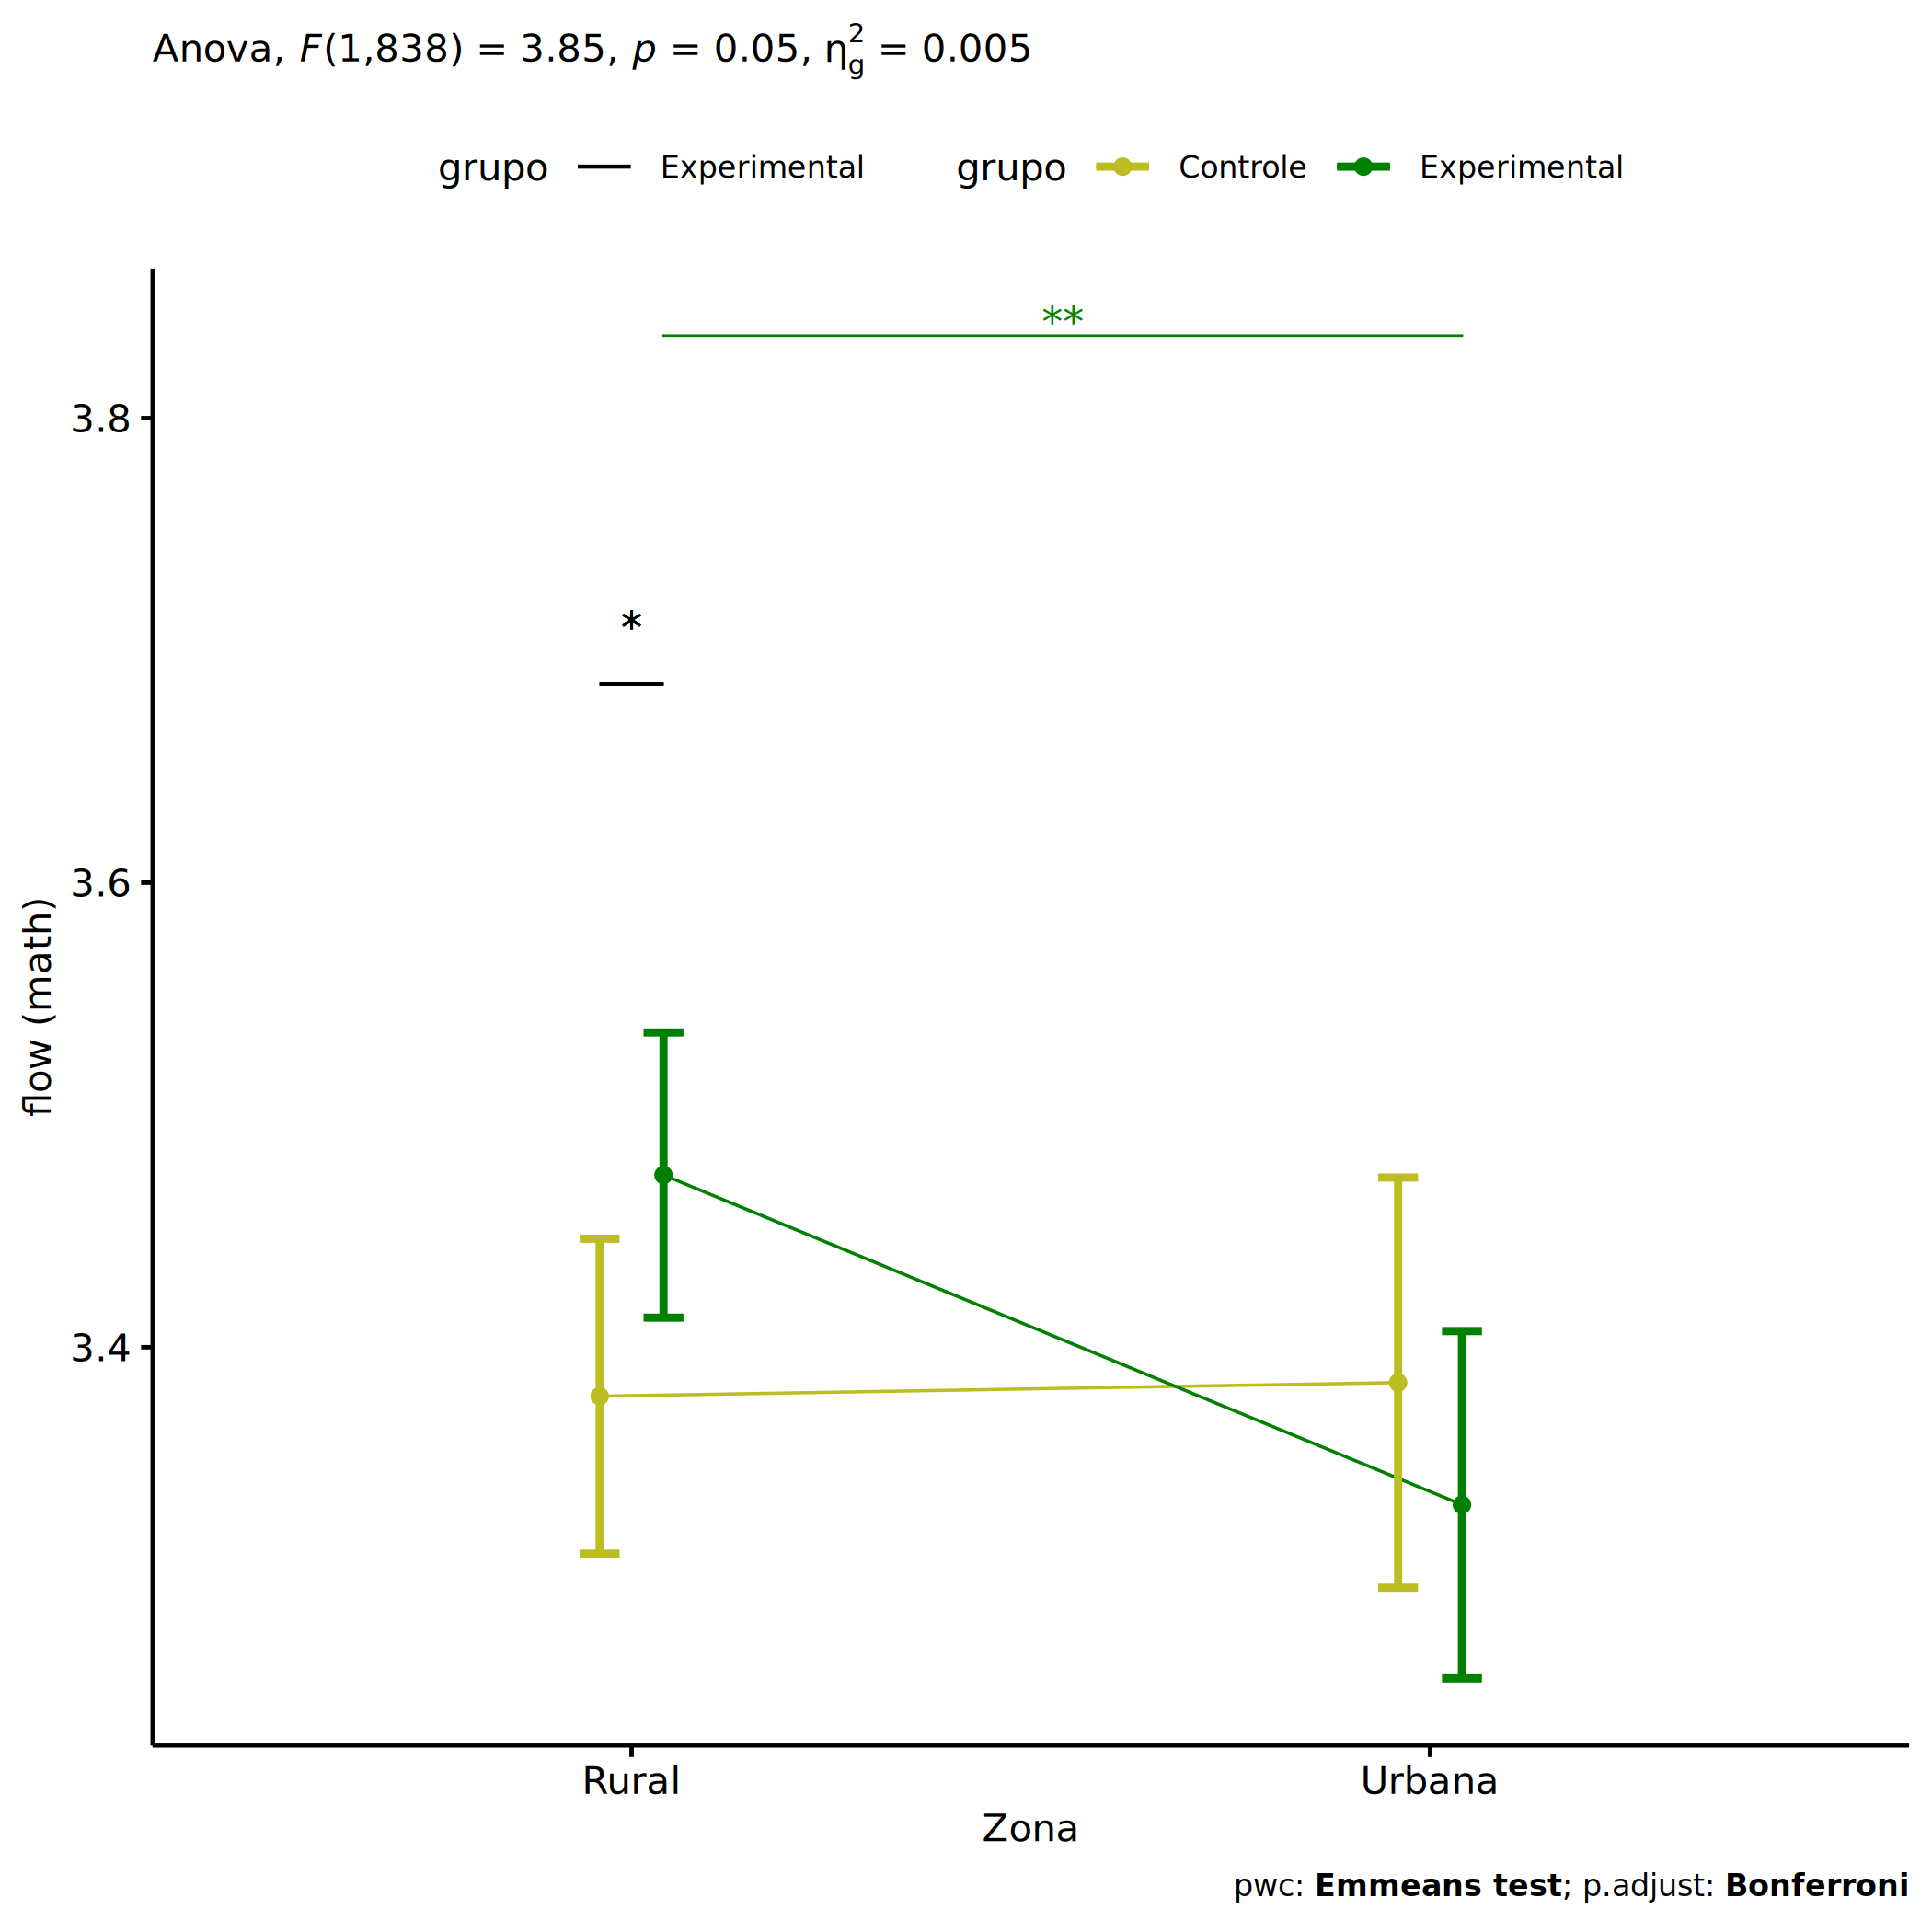 Anova, F(1,838) = 3.85, p = 0.05, η²g = 0.005
grupo Experimental grupo Controle Experimental
**
3.8
*
3.6
3.4
flow (math)
Rural Urbana
Zona
pwc: Emmeans test; p.adjust: Bonferroni